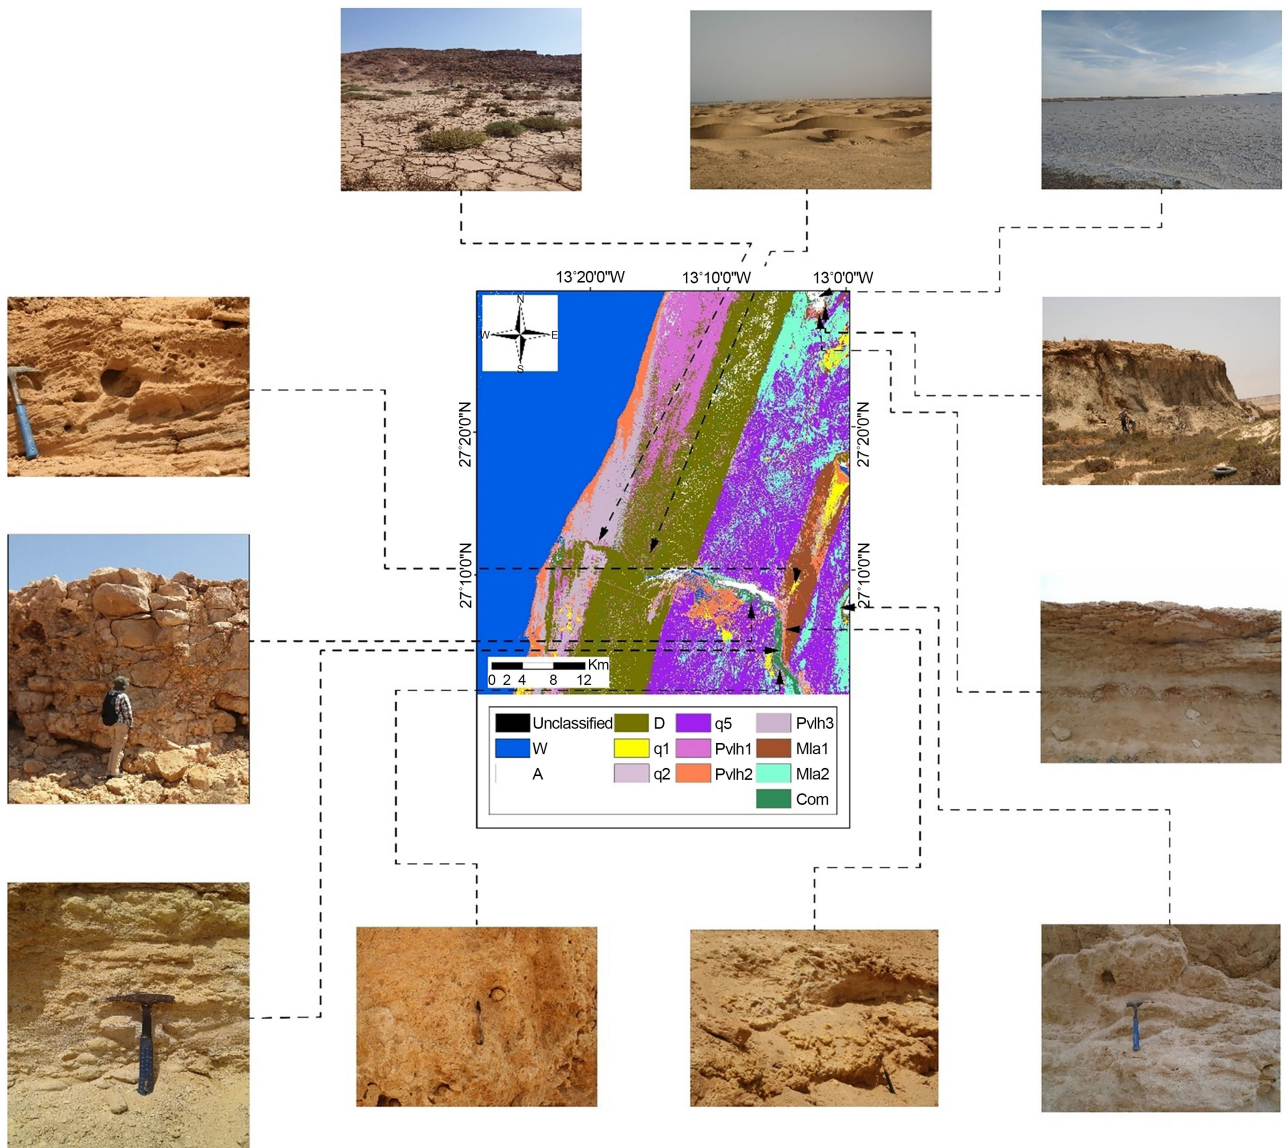 13°20'0"W 13°10'0"W 13°0'0"W
N
W E
S
27°20'0"N 27°20'0"N
27°10'0"N 27°10'0"N
Km
0 2 4 8 12
Unclassified D q5 Pvlh3
W q1 Pvlh1 Mla1
A q2 Pvlh2 Mla2
Com